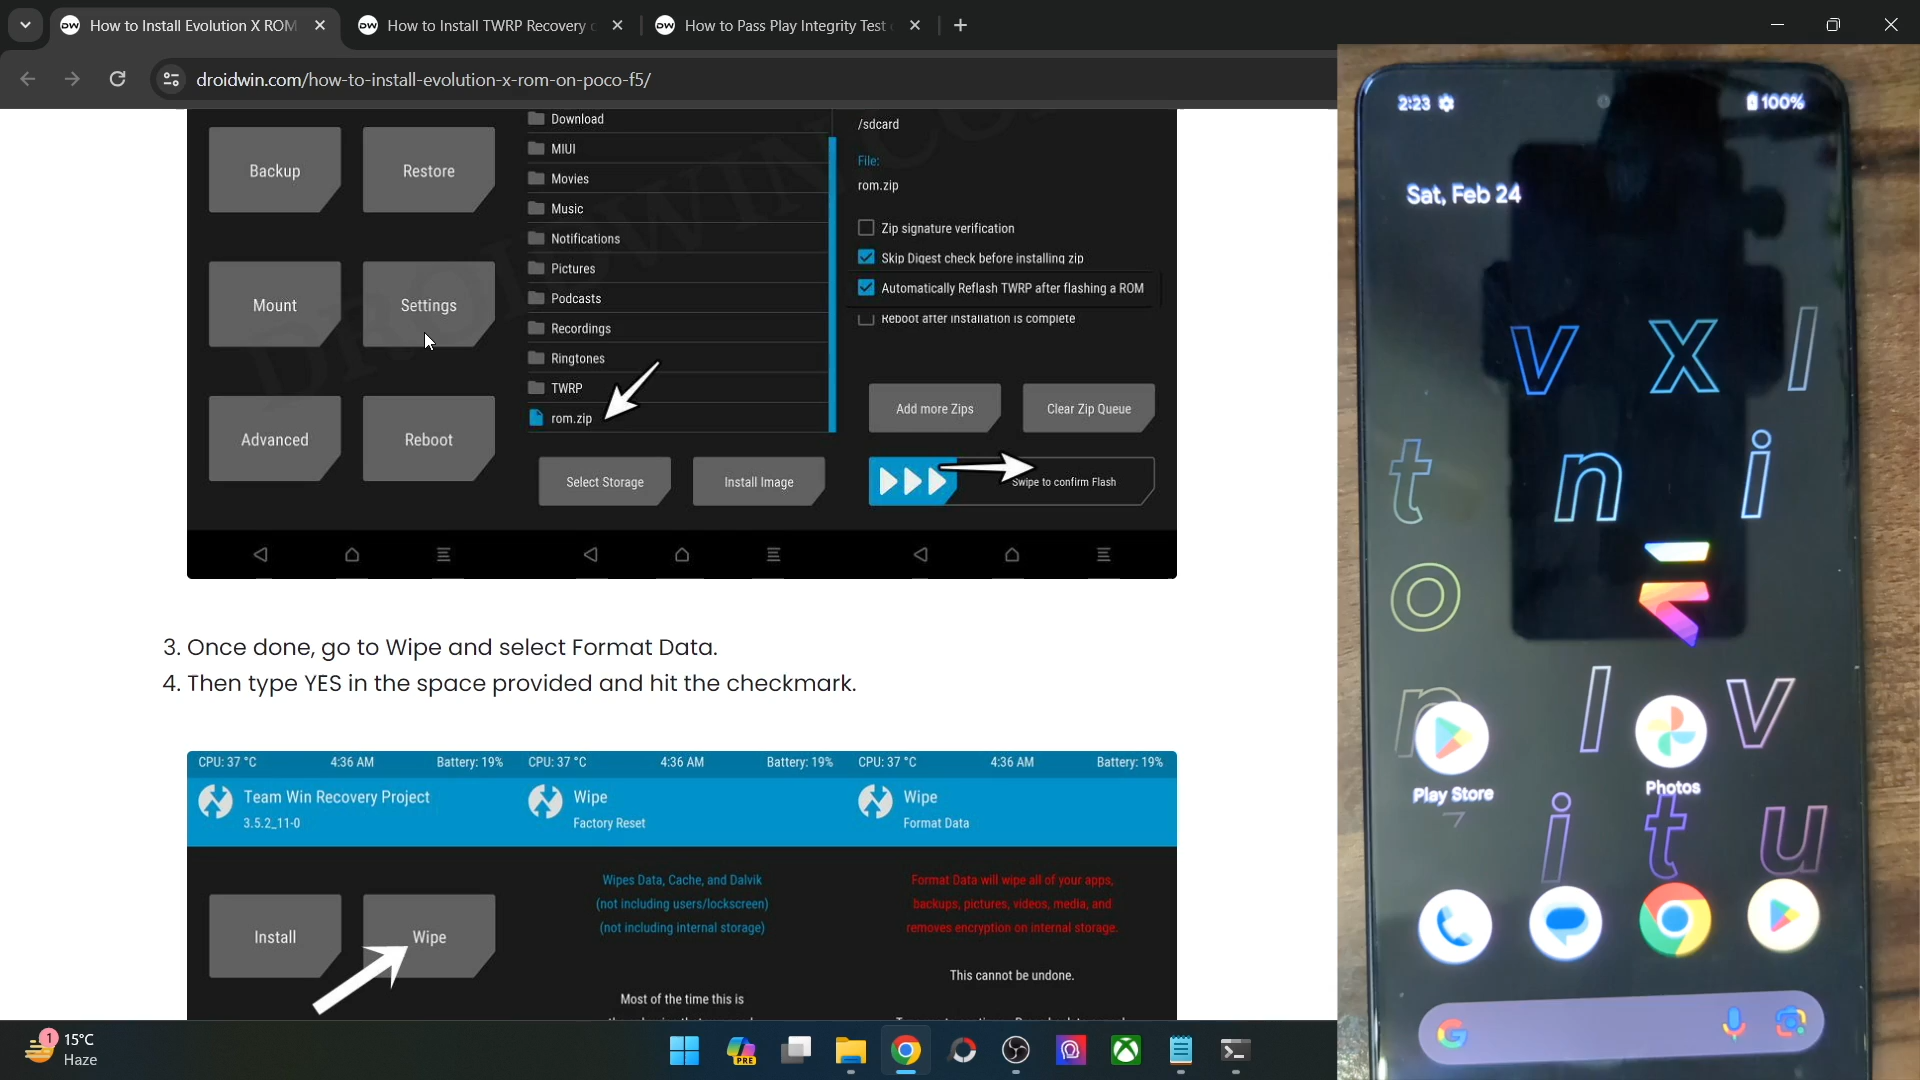 How to Install Evolution X ROM
How to Install TWRP Recovery
How to Pass Play Integrity Test
droidwin.com/how-to-install-evolution-x-rom-on-poco-f5/
Backup
Restore
Mount
Settings
Advanced
Reboot
Download
MIUI
Movies
Music
Notifications
Pictures
Podcasts
Recordings
Ringtones
TWRP
rom.zip
Select Storage
Install Image
/sdcard
File:
rom.zip
Zip signature verification
Skip Digest check before installing zip
Automatically Reflash TWRP after flashing a ROM
Reboot after installation is complete
Add more Zips
Clear Zip Queue
Swipe to confirm Flash
3. Once done, go to Wipe and select Format Data.
4. Then type YES in the space provided and hit the checkmark.
CPU: 37 °C 4:36 AM Battery: 19%
Team Win Recovery Project
3.5.2_11-0
Install
Wipe
CPU: 37 °C 4:36 AM Battery: 19%
Wipe
Factory Reset
Wipes Data, Cache, and Dalvik
(not including users/lockscreen)
(not including internal storage)
Most of the time this is
CPU: 37 °C 4:36 AM Battery: 19%
Wipe
Format Data
Format Data will wipe all of your apps,
backups, pictures, videos, media, and
removes encryption on internal storage.
This cannot be undone.
1
15°C
Haze
PRE
2:23
100%
Sat, Feb 24
v x l
t n i
o
n l v
i t u
Play Store
Photos